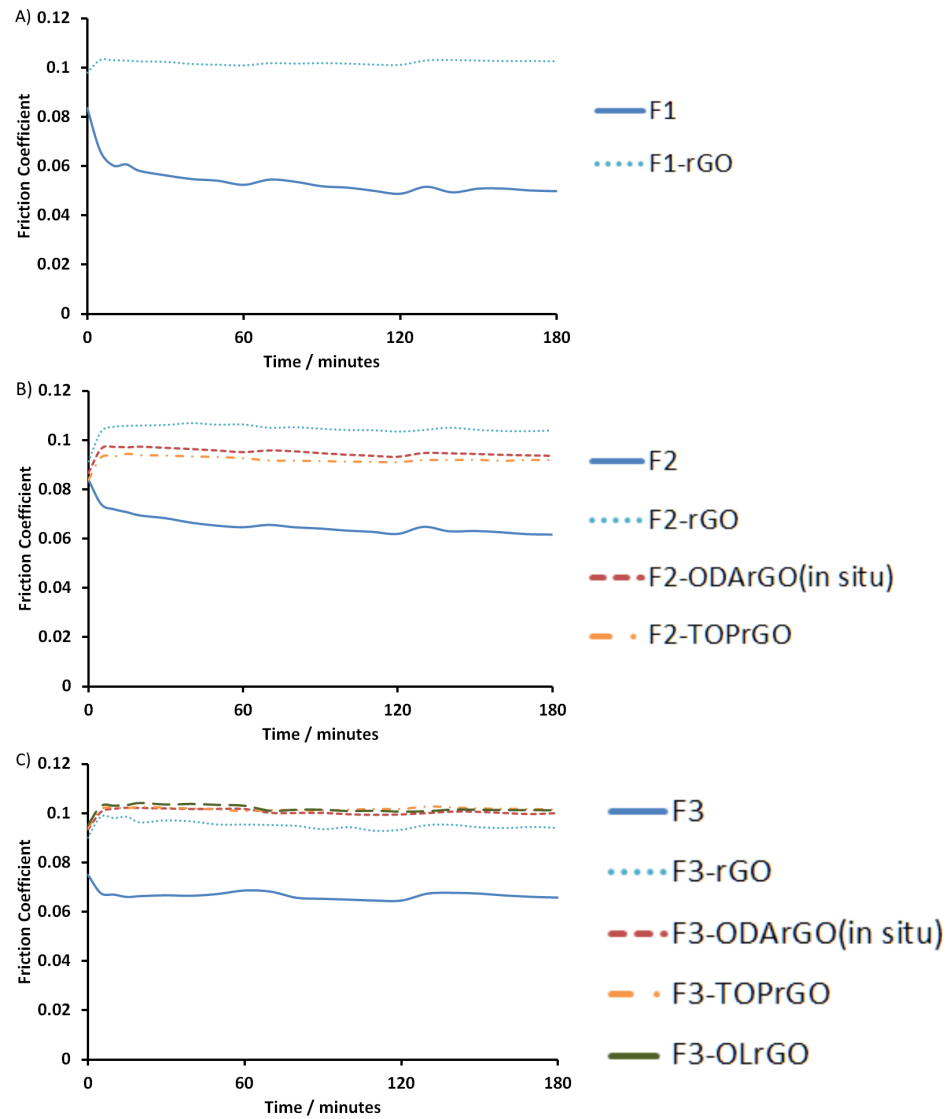 A)
0.12
0.1
0.08
0.06
0.04
0.02
0
Friction Coefficient
0
60
120
180
Time / minutes
F1
F1-rGO
B)
0.12
0.1
0.08
0.06
0.04
0.02
0
Friction Coefficient
0
60
120
180
Time / minutes
F2
F2-rGO
F2-ODArGO(in situ)
F2-TOPrGO
C)
0.12
0.1
0.08
0.06
0.04
0.02
0
Friction Coefficient
0
60
120
180
Time / minutes
F3
F3-rGO
F3-ODArGO(in situ)
F3-TOPrGO
F3-OLrGO